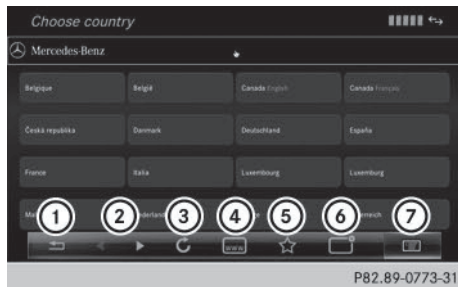 Choose country
Mercedes-Benz
Belgique België Canada English Canada Français
Česká republika Danmark Deutschland España
France Italia Luxembourg Luxemburg
1 2 3 4 5 6 7
www
P82.89-0773-31